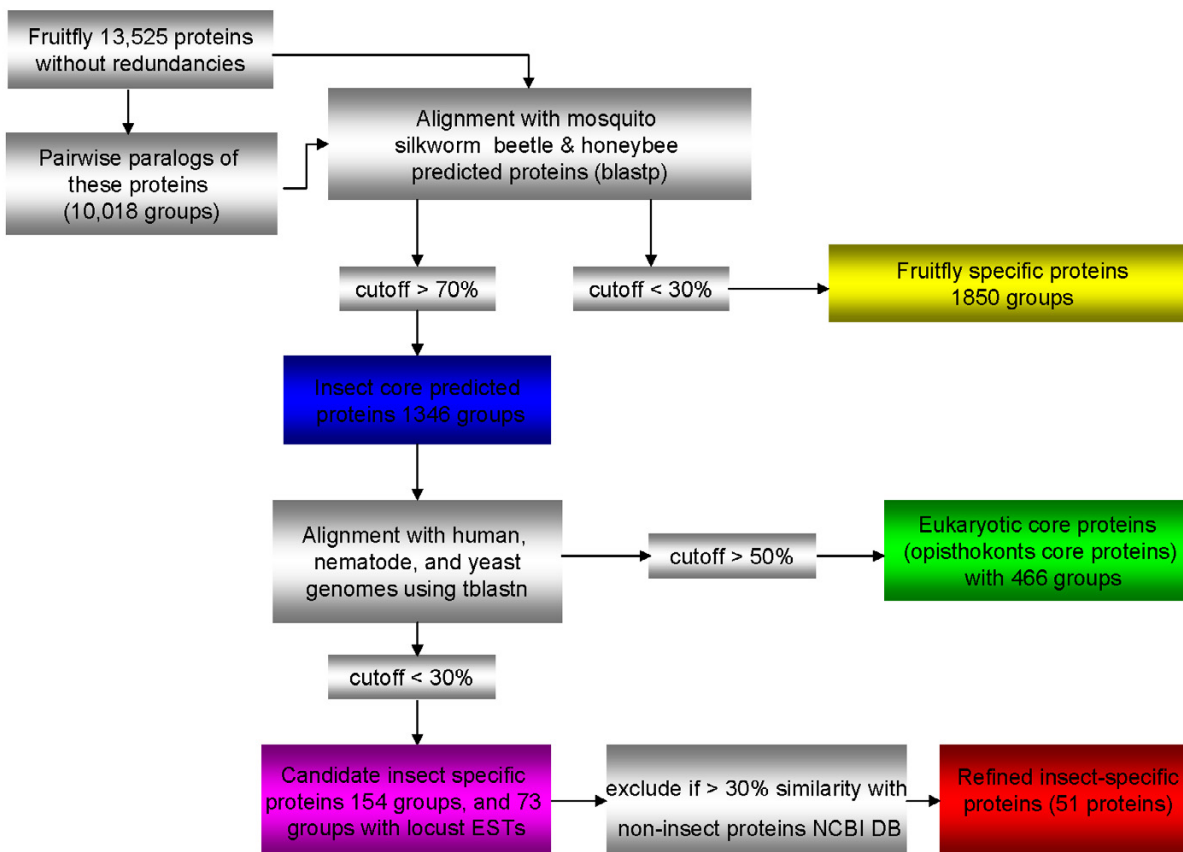 Fruitfly 13,525 proteins
without redundancies
Pairwise paralogs of
these proteins
(10,018 groups)
Alignment with mosquito
silkworm beetle & honeybee
predicted proteins (blastp)
cutoff > 70%
cutoff < 30%
Fruitfly specific proteins
1850 groups
Insect core predicted
proteins 1346 groups
Alignment with human,
nematode, and yeast
genomes using tblastn
cutoff > 50%
Eukaryotic core proteins
(opisthokonts core proteins)
with 466 groups
cutoff < 30%
Candidate insect specific
proteins 154 groups, and 73
groups with locust ESTs
exclude if > 30% similarity with
non-insect proteins NCBI DB
Refined insect-specific
proteins (51 proteins)